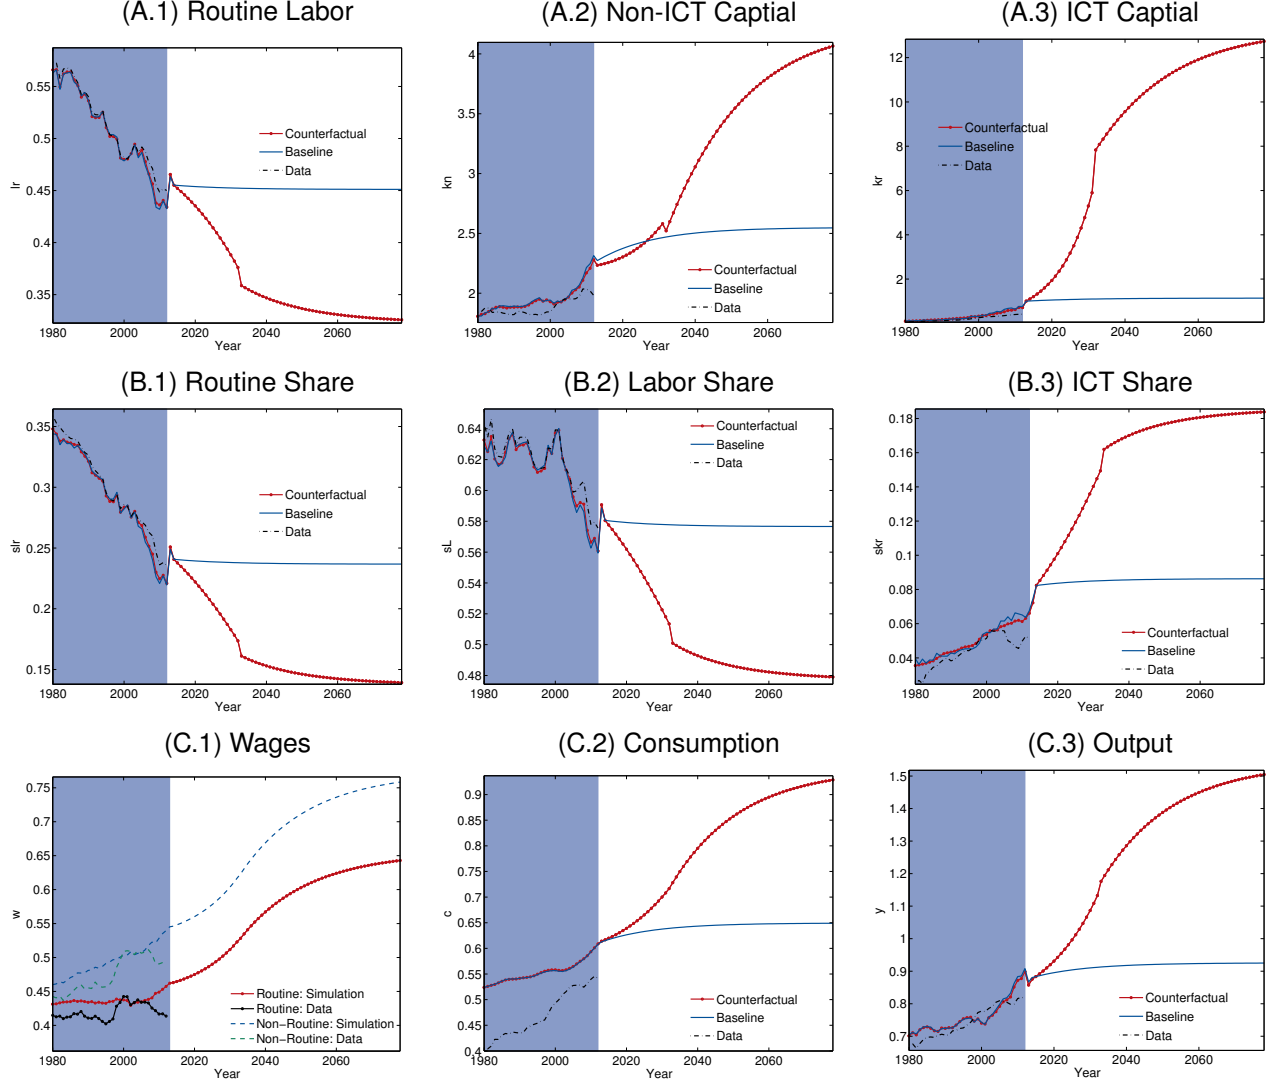 (A.1) Routine Labor
0.55
0.5
0.45
0.4
0.35
lr
Counterfactual
Baseline
Data
1980 2000 2020 2040 2060
Year
(A.2) Non-ICT Captial
4
3.5
3
2.5
2
kn
Counterfactual
Baseline
Data
1980 2000 2020 2040 2060
Year
(A.3) ICT Captial
12
10
8
6
4
2
kr
Counterfactual
Baseline
Data
1980 2000 2020 2040 2060
Year
(B.1) Routine Share
0.35
0.3
0.25
0.2
0.15
slr
Counterfactual
Baseline
Data
1980 2000 2020 2040 2060
Year
(B.2) Labor Share
0.64
0.62
0.6
0.58
0.56
0.54
0.52
0.5
0.48
sL
Counterfactual
Baseline
Data
1980 2000 2020 2040 2060
Year
(B.3) ICT Share
0.18
0.16
0.14
0.12
0.1
0.08
0.06
0.04
skr
Counterfactual
Baseline
Data
1980 2000 2020 2040 2060
Year
(C.1) Wages
0.75
0.7
0.65
0.6
0.55
0.5
0.45
0.4
w
Routine: Simulation
Routine: Data
Non-Routine: Simulation
Non-Routine: Data
1980 2000 2020 2040 2060
Year
(C.2) Consumption
0.9
0.85
0.8
0.75
0.7
0.65
0.6
0.55
0.5
0.45
0.4
c
Counterfactual
Baseline
Data
1980 2000 2020 2040 2060
Year
(C.3) Output
1.5
1.4
1.3
1.2
1.1
1
0.9
0.8
0.7
y
Counterfactual
Baseline
Data
1980 2000 2020 2040 2060
Year